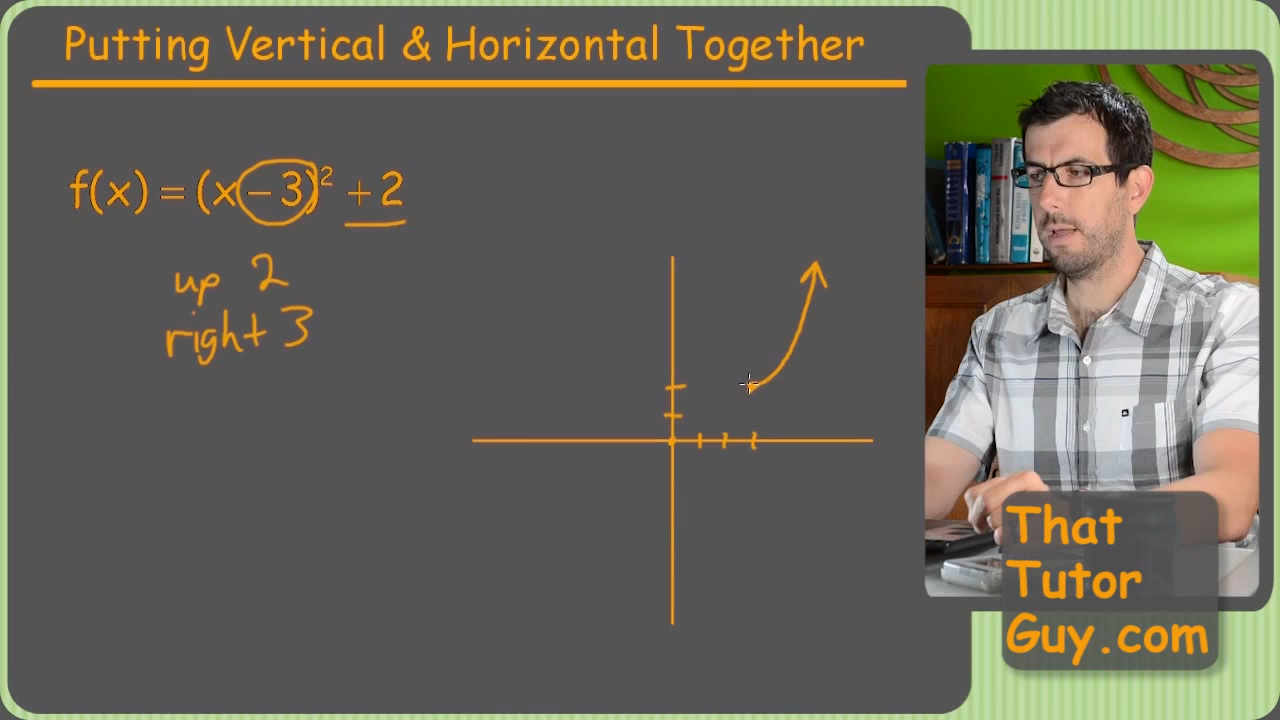 Putting Vertical & Horizontal Together
f(x) = (x − 3)² + 2
up 2
right 3
That
Tutor
Guy.com